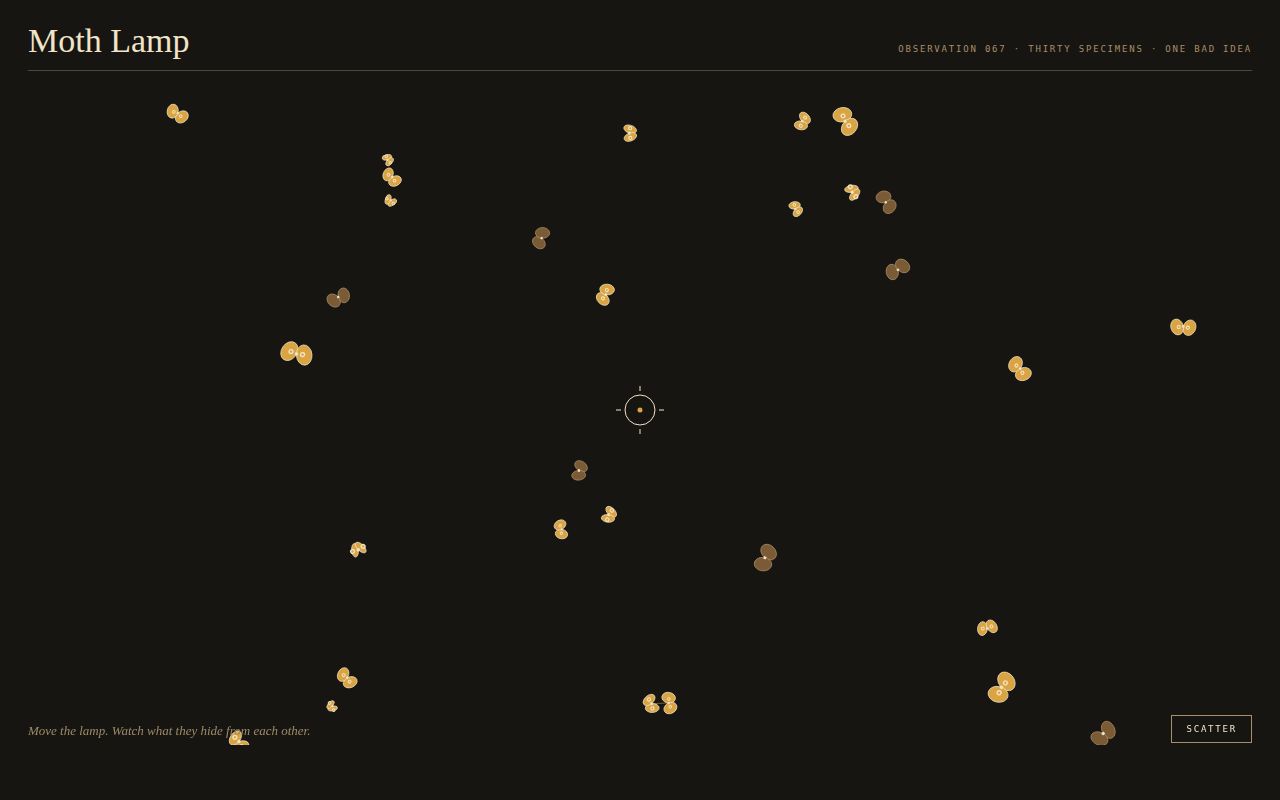 Moth Lamp
OBSERVATION 067 · THIRTY SPECIMENS · ONE BAD IDEA
Move the lamp. Watch what they hide from each other.
SCATTER